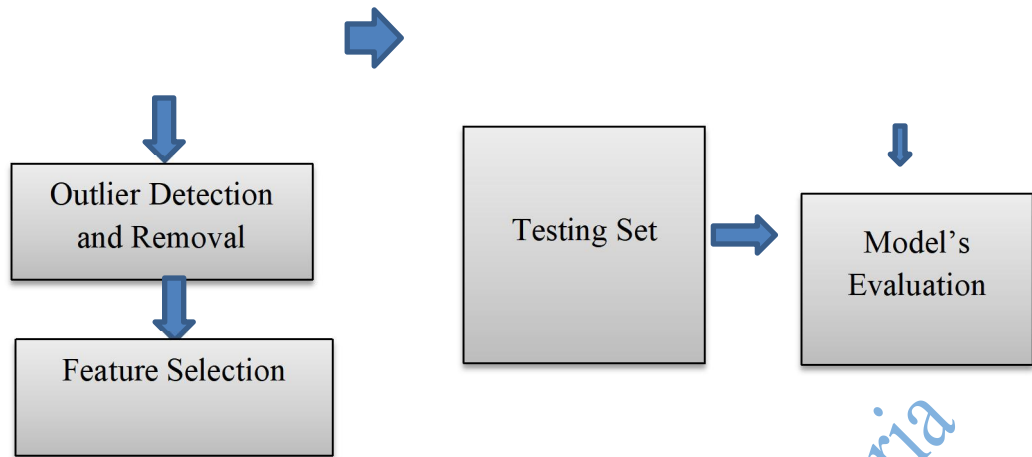 Outlier Detection
and Removal
Feature Selection
Testing Set
Model’s
Evaluation